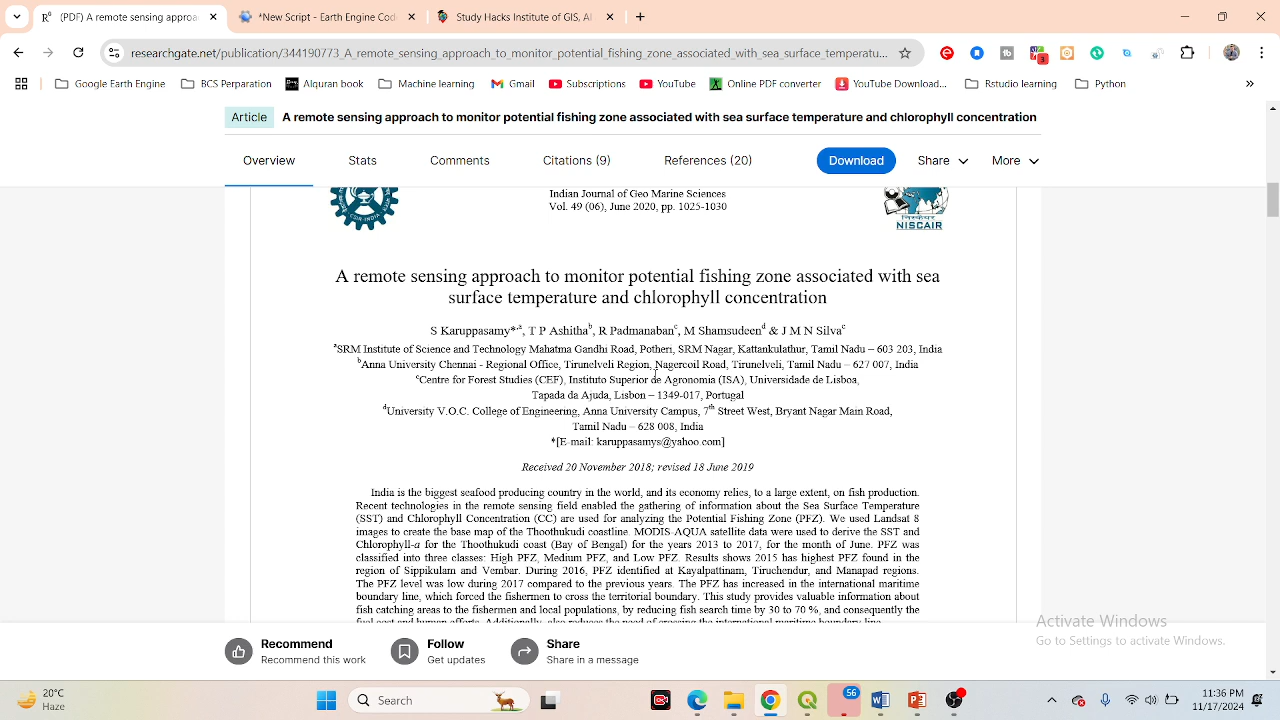 (PDF) A remote sensing approa
*New Script - Earth Engine Cod
Study Hacks Institute of GIS, AI
researchgate.net/publication/344190773_A_remote_sensing_approach_to_monitor_potential_fishing_zone_associated_with_sea_surface_temperatu...
Google Earth Engine
BCS Preparation
Alquran book
Machine learning
Gmail
Subscriptions
YouTube
Online PDF converter
YouTube Download...
Rstudio learning
Python
Article A remote sensing approach to monitor potential fishing zone associated with sea surface temperature and chlorophyll concentration
Overview
Stats
Comments
Citations (9)
References (20)
Download
Share
More
Indian Journal of Geo Marine Sciences
Vol. 49 (06), June 2020, pp. 1025-1030
NISCAIR
A remote sensing approach to monitor potential fishing zone associated with sea
surface temperature and chlorophyll concentration
S Karuppasamy*,a, T P Ashithab, R Padmanabanc, M Shamsudeend & J M N Silvac
aSRM Institute of Science and Technology Mahatma Gandhi Road, Potheri, SRM Nagar, Kattankulathur, Tamil Nadu – 603 203, India
bAnna University Chennai - Regional Office, Tirunelveli Region, Nagercoil Road, Tirunelveli, Tamil Nadu – 627 007, India
cCentre for Forest Studies (CEF), Instituto Superior de Agronomia (ISA), Universidade de Lisboa,
Tapada da Ajuda, Lisbon – 1349-017, Portugal
dUniversity V.O.C. College of Engineering, Anna University Campus, 7th Street West, Bryant Nagar Main Road,
Tamil Nadu – 628 008, India
*[E-mail: karuppasamys@yahoo.com]
Received 20 November 2018; revised 18 June 2019
India is the biggest seafood producing country in the world, and its economy relies, to a large extent, on fish production.
Recent technologies in the remote sensing field enabled the gathering of information about the Sea Surface Temperature
(SST) and Chlorophyll Concentration (CC) are used for analyzing the Potential Fishing Zone (PFZ). We used Landsat 8
images to create the base map of the Thoothukudi coastline. MODIS-AQUA satellite data were used to derive the SST and
Chlorophyll-a for the Thoothukudi coast (Bay of Bengal) for the years 2013 to 2017, for the month of June. PFZ was
classified into three classes: High PFZ, Medium PFZ, and Low PFZ. Results shows 2015 has highest PFZ found in the
region of Sippikulam and Vembar. During 2016, PFZ identified at Kayalpattinam, Tiruchendur, and Manapad regions.
The PFZ level was low during 2017 compared to the previous years. The PFZ has increased in the international maritime
boundary line, which forced the fishermen to cross the territorial boundary. This study provides valuable information about
fish catching areas to the fishermen and local populations, by reducing fish search time by 30 to 70 %, and consequently the
fuel cost and human efforts. Additionally, also reduces the need of crossing the international maritime boundary line.
Activate Windows
Go to Settings to activate Windows.
Recommend
Recommend this work
Follow
Get updates
Share
Share in a message
20°C
Haze
Search
56
11:36 PM
11/17/2024